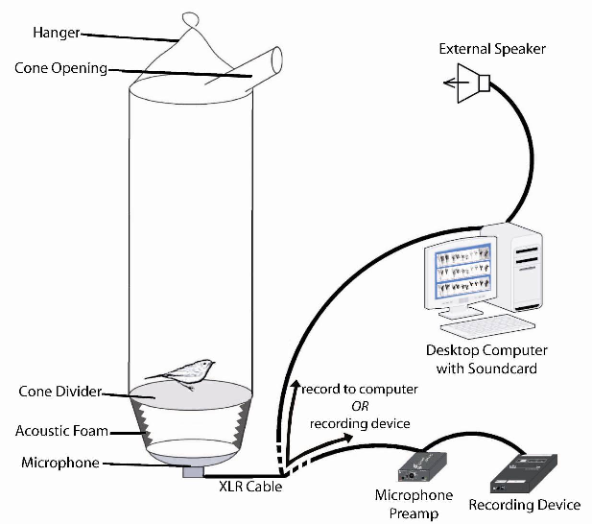 Hanger
Cone Opening
External Speaker
Desktop Computer
with Soundcard
Cone Divider
record to computer
OR
recording device
Acoustic Foam
Microphone
XLR Cable
Microphone
Preamp
Recording Device